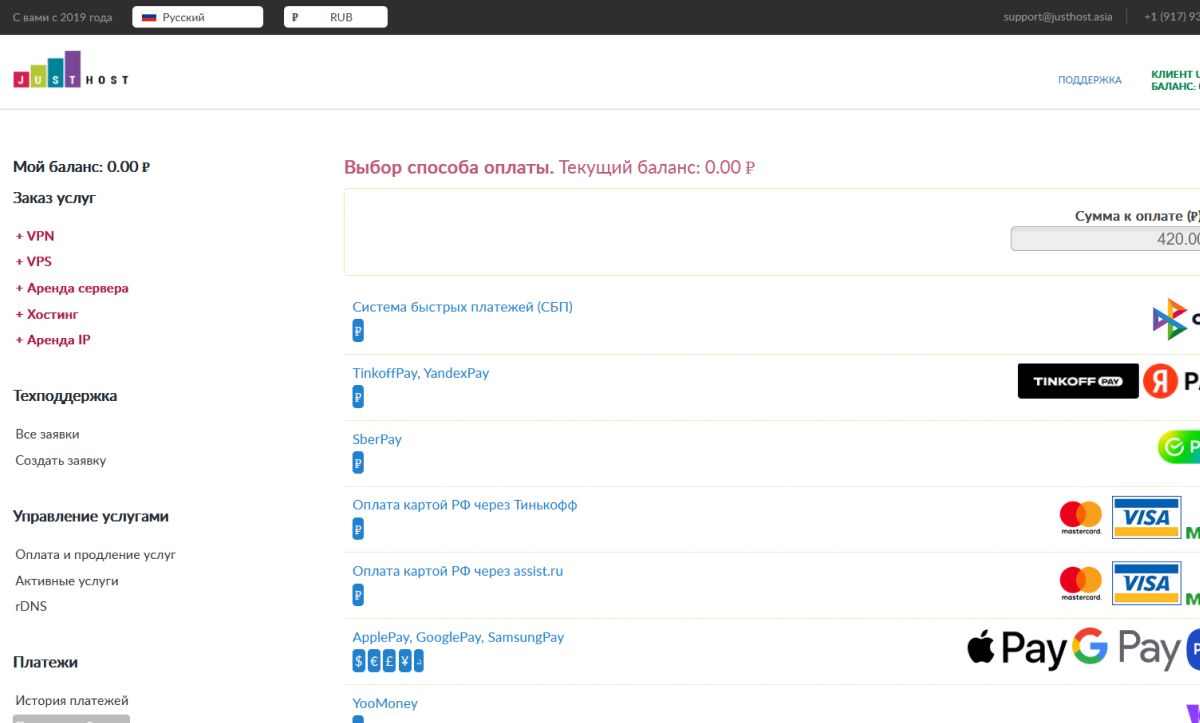 С вами с 2019 года
Русский
₽ RUB
support@justhost.asia
+1 (917) 93
JUST HOST
ПОДДЕРЖКА
КЛИЕНТ
БАЛАНС:
Мой баланс: 0.00 ₽
Заказ услуг
+ VPN
+ VPS
+ Аренда сервера
+ Хостинг
+ Аренда IP
Техподдержка
Все заявки
Создать заявку
Управление услугами
Оплата и продление услуг
Активные услуги
rDNS
Платежи
История платежей
Выбор способа оплаты. Текущий баланс: 0.00 ₽
Сумма к оплате (₽)
420.00
Система быстрых платежей (СБП)
₽
TinkoffPay, YandexPay
₽
TINKOFF PAY
Я
SberPay
₽
Оплата картой РФ через Тинькофф
₽
mastercard.
VISA
Оплата картой РФ через assist.ru
₽
mastercard.
VISA
ApplePay, GooglePay, SamsungPay
$ € £ ¥
Pay
G Pay
YooMoney